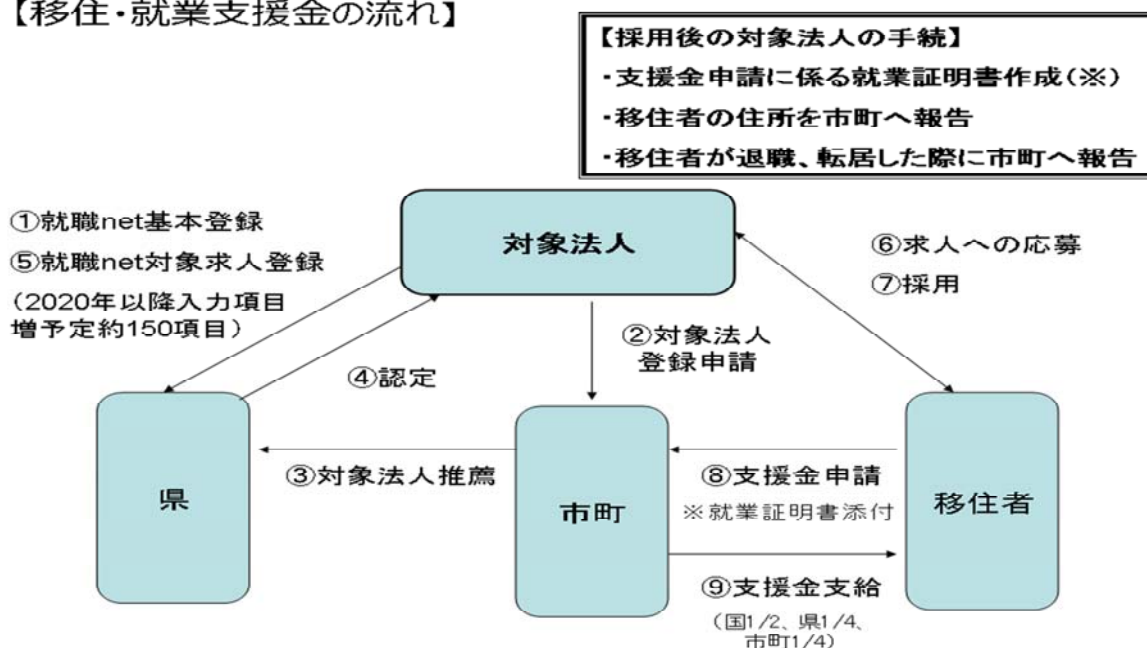 【移住・就業支援金の流れ】
【採用後の対象法人の手続】
・支援金申請に係る就業証明書作成(※)
・移住者の住所を市町へ報告
・移住者が退職、転居した際に市町へ報告
①就職net基本登録
⑤就職net対象求人登録
(2020年以降入力項目
増予定約150項目)
対象法人
⑥求人への応募
⑦採用
②対象法人
登録申請
④認定
県
③対象法人推薦
市町
⑧支援金申請
※就業証明書添付
移住者
⑨支援金支給
(国1/2、県1/4、
市町1/4)